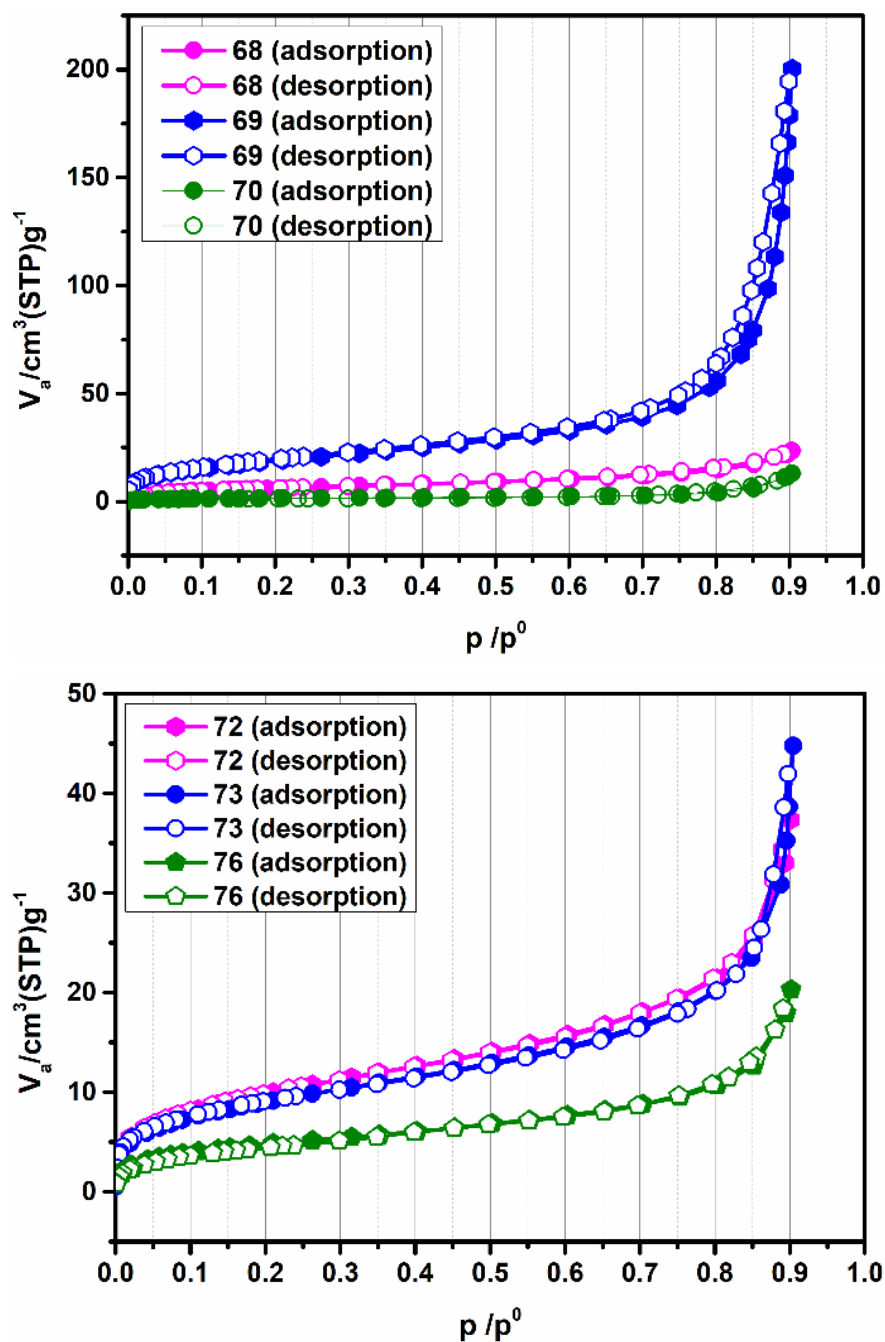 68 (adsorption)
68 (desorption)
69 (adsorption)
69 (desorption)
70 (adsorption)
70 (desorption)
200
150
100
50
0
Va/cm³(STP)g⁻¹
0.0 0.1 0.2 0.3 0.4 0.5 0.6 0.7 0.8 0.9 1.0
p /p⁰
72 (adsorption)
72 (desorption)
73 (adsorption)
73 (desorption)
76 (adsorption)
76 (desorption)
50
40
30
20
10
0
Va/cm³(STP)g⁻¹
0.0 0.1 0.2 0.3 0.4 0.5 0.6 0.7 0.8 0.9 1.0
p /p⁰